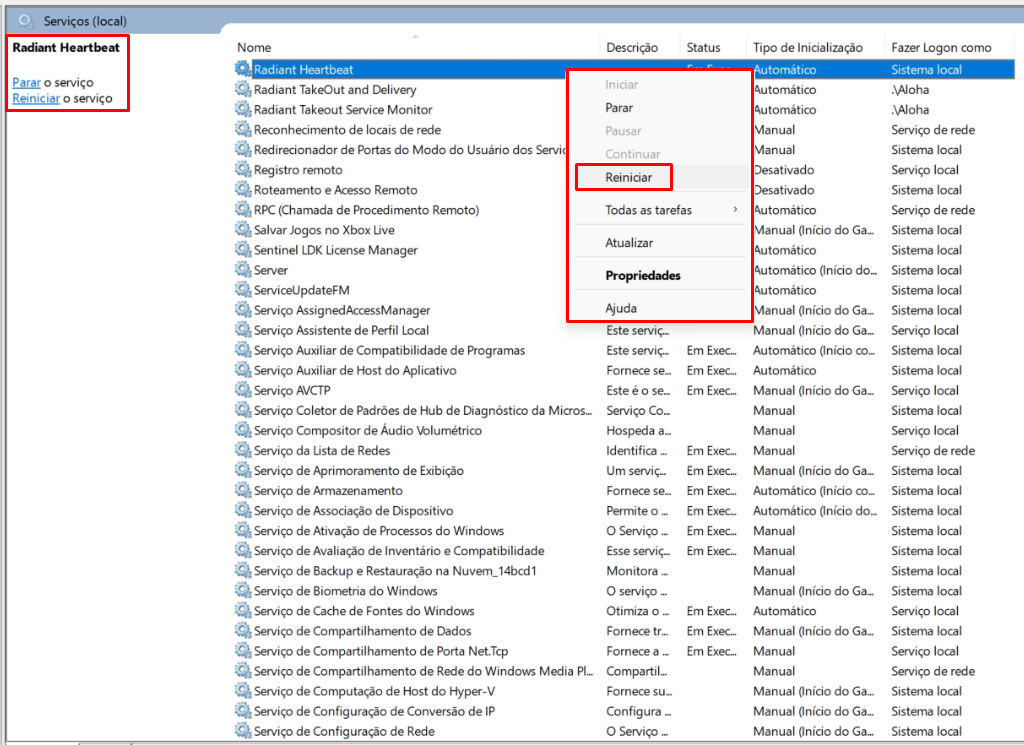 Serviços (local)
Radiant Heartbeat
Parar o serviço
Reiniciar o serviço
Nome Descrição Status Tipo de Inicialização Fazer Logon como
Radiant Heartbeat Em Exec... Automático Sistema local
Radiant TakeOut and Delivery Automático .\Aloha
Radiant Takeout Service Monitor Automático .\Aloha
Reconhecimento de locais de rede Manual Serviço de rede
Redirecionador de Portas do Modo do Usuário dos Servi Manual Sistema local
Registro remoto Desativado Serviço local
Roteamento e Acesso Remoto Desativado Sistema local
RPC (Chamada de Procedimento Remoto) Automático Serviço de rede
Salvar Jogos no Xbox Live Manual (Início do Ga... Sistema local
Sentinel LDK License Manager Automático Sistema local
Server Automático (Início do... Sistema local
ServiceUpdateFM Automático Sistema local
Serviço AssignedAccessManager Manual (Início do Ga... Sistema local
Iniciar
Parar
Pausar
Continuar
Reiniciar
Todas as tarefas
Atualizar
Propriedades
Ajuda
Serviço Assistente de Perfil Local Este serviç... Manual (Início do Ga... Serviço local
Serviço Auxiliar de Compatibilidade de Programas Este serviç... Em Exec... Automático (Início co... Sistema local
Serviço Auxiliar de Host do Aplicativo Fornece se... Em Exec... Automático Sistema local
Serviço AVCTP Este é o se... Em Exec... Manual (Início do Ga... Serviço local
Serviço Coletor de Padrões de Hub de Diagnóstico da Micros... Serviço Co... Manual Sistema local
Serviço Compositor de Áudio Volumétrico Hospeda a... Manual Serviço local
Serviço da Lista de Redes Identifica ... Em Exec... Manual Serviço de rede
Serviço de Aprimoramento de Exibição Um serviç... Em Exec... Manual (Início do Ga... Sistema local
Serviço de Armazenamento Fornece se... Em Exec... Automático (Início co... Sistema local
Serviço de Associação de Dispositivo Permite o ... Em Exec... Automático (Início do... Sistema local
Serviço de Ativação de Processos do Windows O Serviço ... Em Exec... Manual Sistema local
Serviço de Avaliação de Inventário e Compatibilidade Esse serviç... Em Exec... Manual Sistema local
Serviço de Backup e Restauração na Nuvem_14bcd1 Monitora ... Manual Sistema local
Serviço de Biometria do Windows O serviço ... Manual (Início do Ga... Sistema local
Serviço de Cache de Fontes do Windows Otimiza o ... Em Exec... Automático Serviço local
Serviço de Compartilhamento de Dados Fornece tr... Em Exec... Manual (Início do Ga... Sistema local
Serviço de Compartilhamento de Porta Net.Tcp Fornece a ... Em Exec... Manual Serviço local
Serviço de Compartilhamento de Rede do Windows Media Pl... Compartil... Manual Serviço de rede
Serviço de Computação de Host do Hyper-V Fornece su... Manual (Início do Ga... Sistema local
Serviço de Configuração de Conversão de IP Configura ... Manual (Início do Ga... Sistema local
Serviço de Configuração de Rede O Serviço ... Manual (Início do Ga... Sistema local